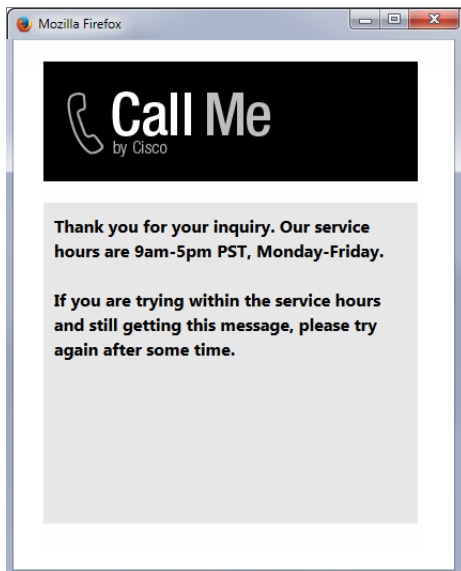 Mozilla Firefox
Call Me
by Cisco
Thank you for your inquiry. Our service
hours are 9am-5pm PST, Monday-Friday.
If you are trying within the service hours
and still getting this message, please try
again after some time.